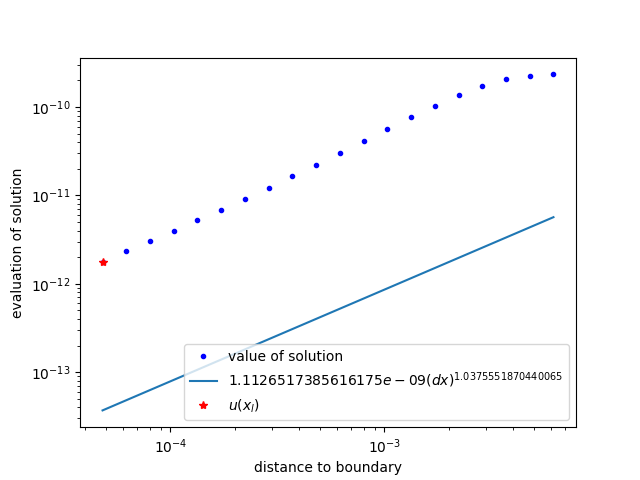 evaluation of solution
10^{-10}
10^{-11}
10^{-12}
10^{-13}
value of solution
1.1126517385616175e − 09(dx)^{1.0375551870440065}
u(x_l)
10^{-4} 10^{-3}
distance to boundary